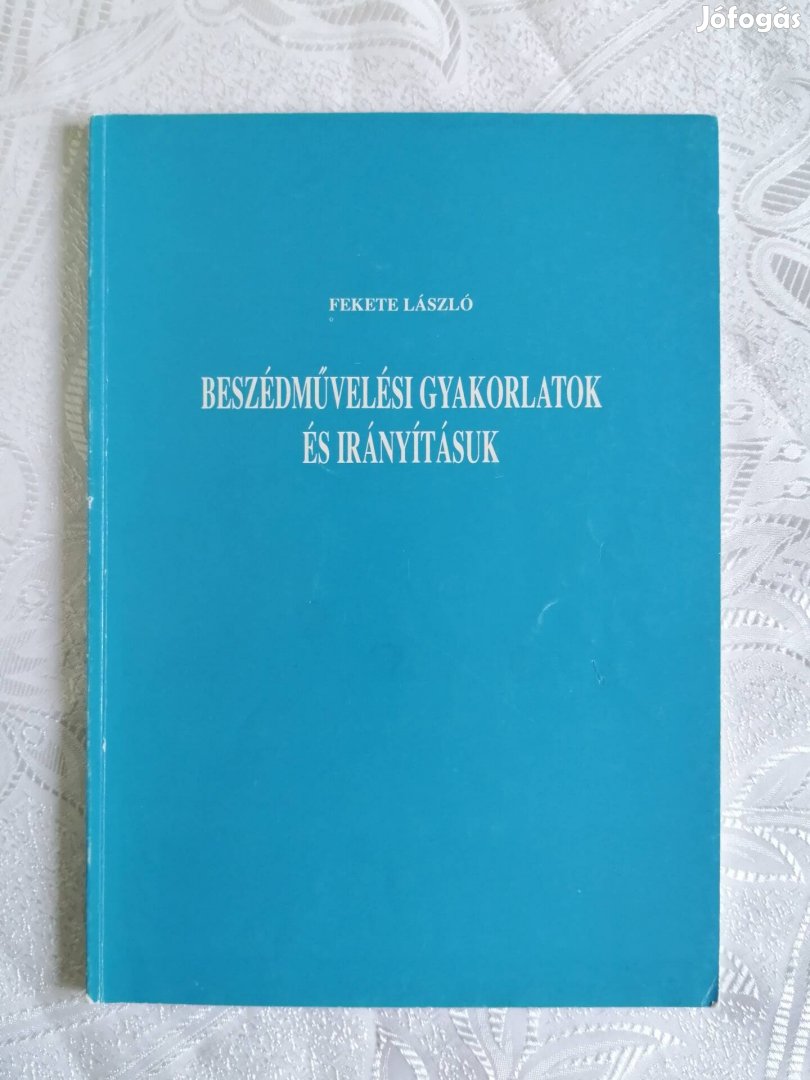 Jófogás
FEKETE LÁSZLÓ
BESZÉDMŰVELÉSI GYAKORLATOK
ÉS IRÁNYÍTÁSUK